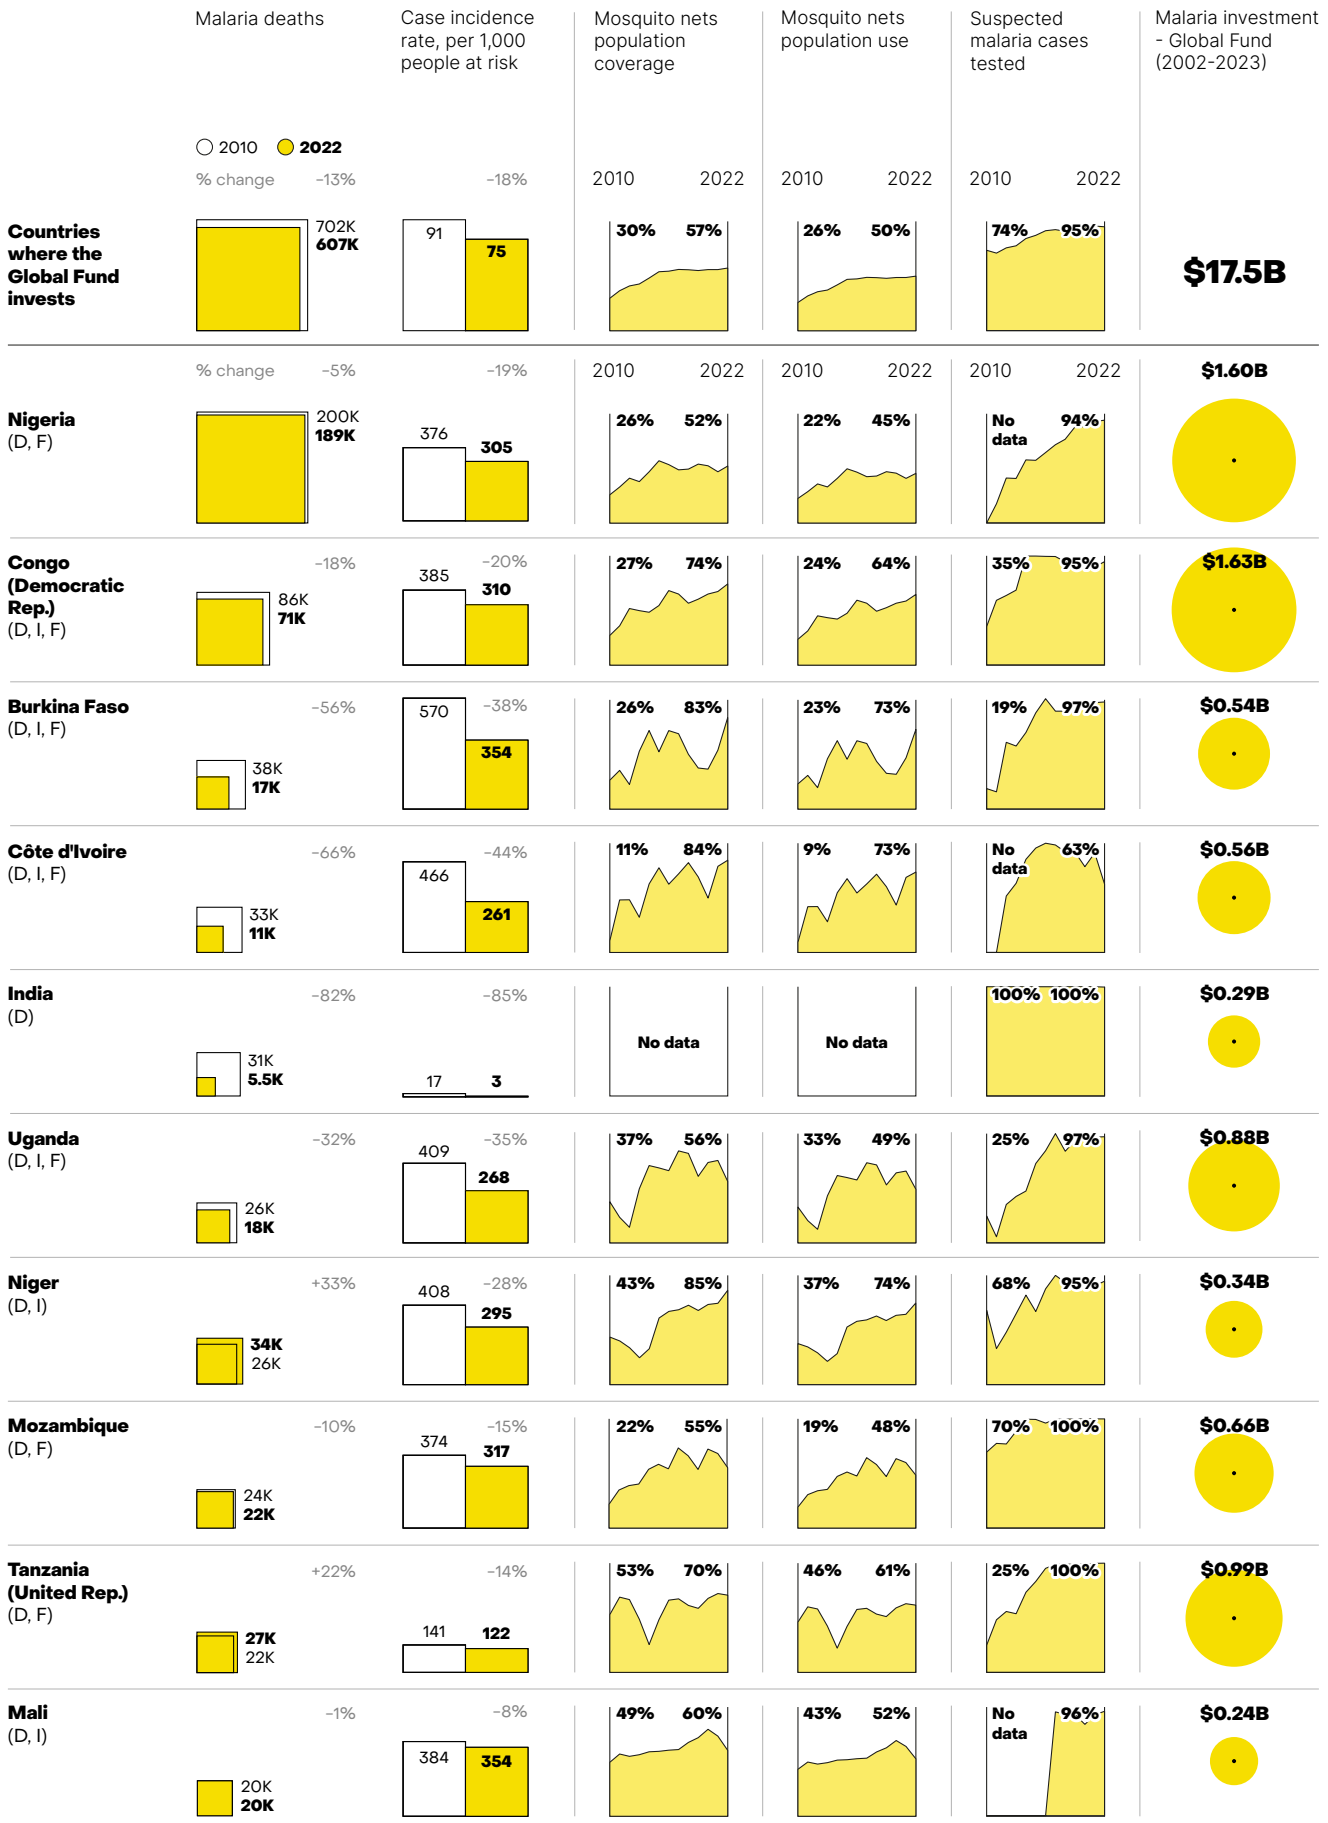 Malaria deaths
Case incidence
rate, per 1,000
people at risk
Mosquito nets
population
coverage
Mosquito nets
population use
Suspected
malaria cases
tested
Malaria investment
- Global Fund
(2002-2023)
2010 2022
% change -13% -18% 2010 2022 2010 2022 2010 2022
Countries
where the
Global Fund
invests
702K
607K
91
75
30% 57%
26% 50%
74% 95%
$17.5B
% change -5% -19% 2010 2022 2010 2022 2010 2022
$1.60B
Nigeria
(D, F)
200K
189K
376
305
26% 52%
22% 45%
No
data
94%
Congo
(Democratic
Rep.)
(D, I, F)
-18%
86K
71K
-20%
385
310
27% 74%
24% 64%
35% 95%
$1.63B
Burkina Faso
(D, I, F)
-56%
38K
17K
-38%
570
354
26% 83%
23% 73%
19% 97%
$0.54B
Côte d'Ivoire
(D, I, F)
-66%
33K
11K
-44%
466
261
11% 84%
9% 73%
No
data
63%
$0.56B
India
(D)
-82%
31K
5.5K
-85%
17
3
No data
No data
100% 100%
$0.29B
Uganda
(D, I, F)
-32%
26K
18K
-35%
409
268
37% 56%
33% 49%
25% 97%
$0.88B
Niger
(D, I)
+33%
34K
26K
-28%
408
295
43% 85%
37% 74%
68% 95%
$0.34B
Mozambique
(D, F)
-10%
24K
22K
-15%
374
317
22% 55%
19% 48%
70% 100%
$0.66B
Tanzania
(United Rep.)
(D, F)
+22%
27K
22K
-14%
141
122
53% 70%
46% 61%
25% 100%
$0.99B
Mali
(D, I)
-1%
20K
20K
-8%
384
354
49% 60%
43% 52%
No
data
96%
$0.24B